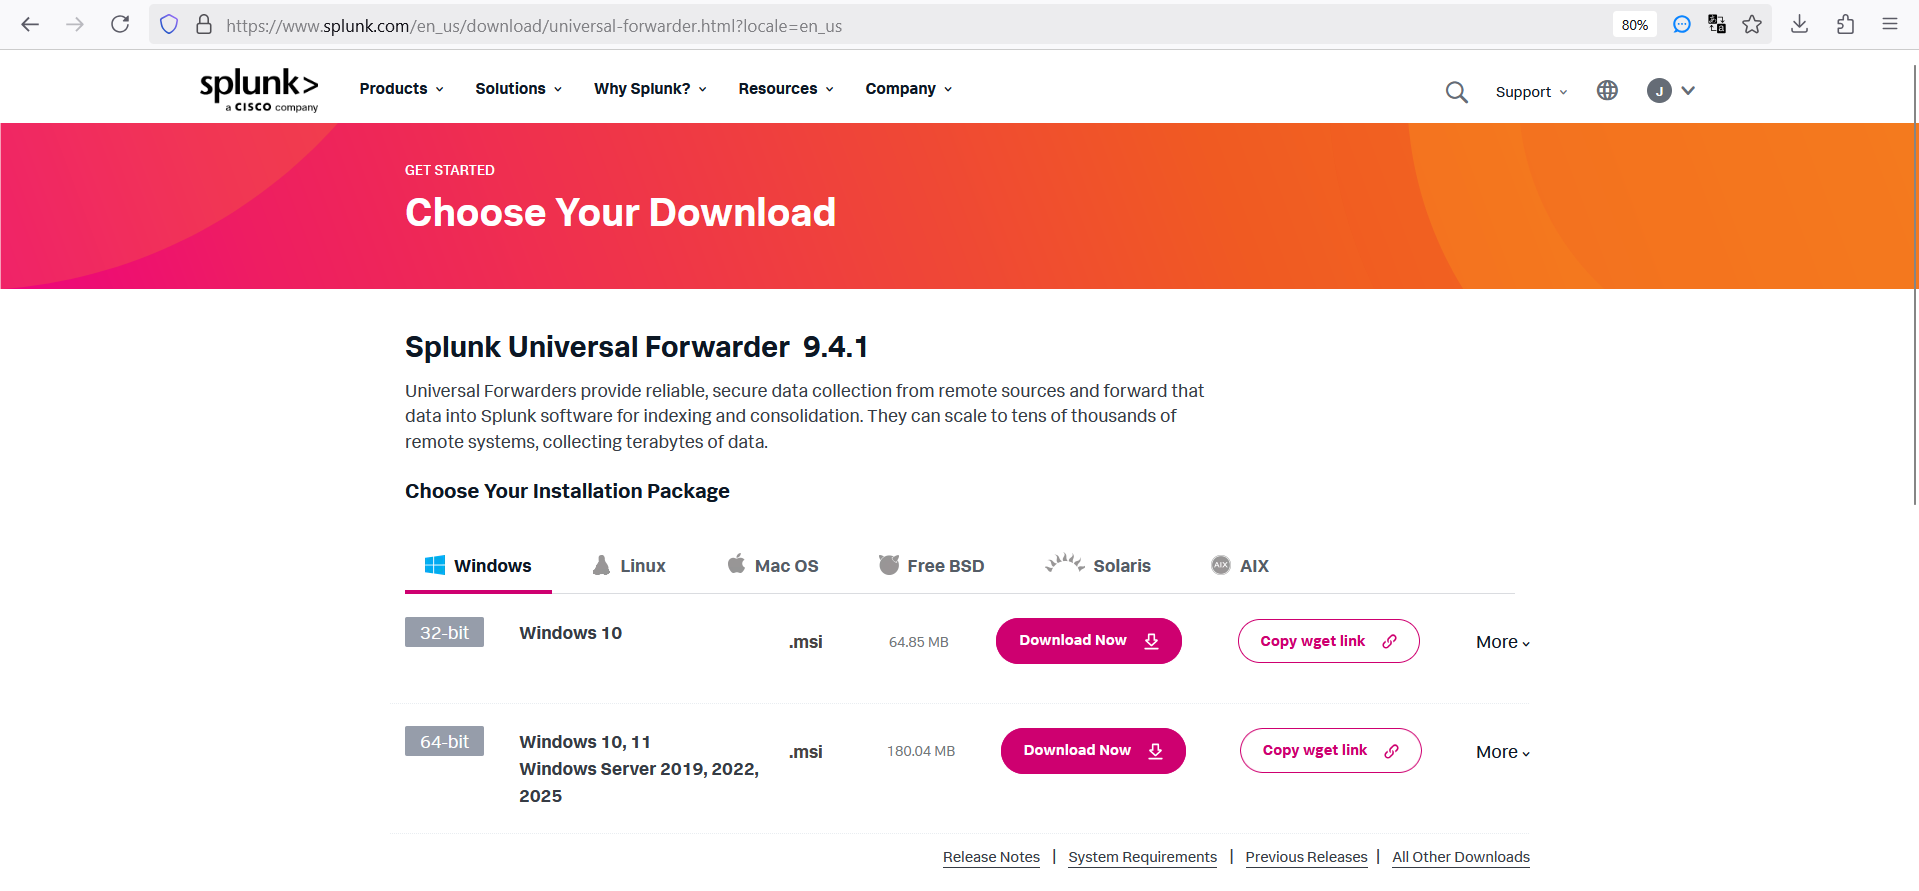 https://www.splunk.com/en_us/download/universal-forwarder.html?locale=en_us
80%
splunk>
a CISCO company
Products
Solutions
Why Splunk?
Resources
Company
Support
J
GET STARTED
Choose Your Download
Splunk Universal Forwarder 9.4.1
Universal Forwarders provide reliable, secure data collection from remote sources and forward that
data into Splunk software for indexing and consolidation. They can scale to tens of thousands of
remote systems, collecting terabytes of data.
Choose Your Installation Package
Windows
Linux
Mac OS
Free BSD
Solaris
AIX
AIX
32-bit
Windows 10
.msi
64.85 MB
Download Now
Copy wget link
More
64-bit
Windows 10, 11
Windows Server 2019, 2022,
2025
.msi
180.04 MB
Download Now
Copy wget link
More
Release Notes | System Requirements | Previous Releases | All Other Downloads